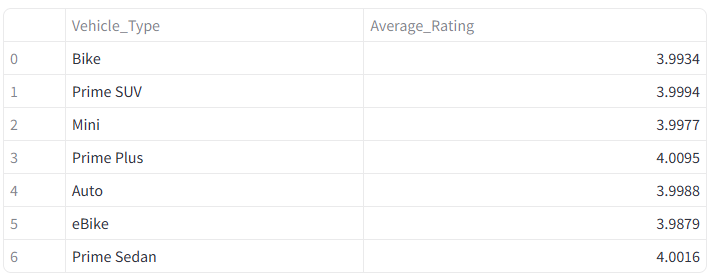 Vehicle_Type Average_Rating
0 Bike 3.9934
1 Prime SUV 3.9994
2 Mini 3.9977
3 Prime Plus 4.0095
4 Auto 3.9988
5 eBike 3.9879
6 Prime Sedan 4.0016